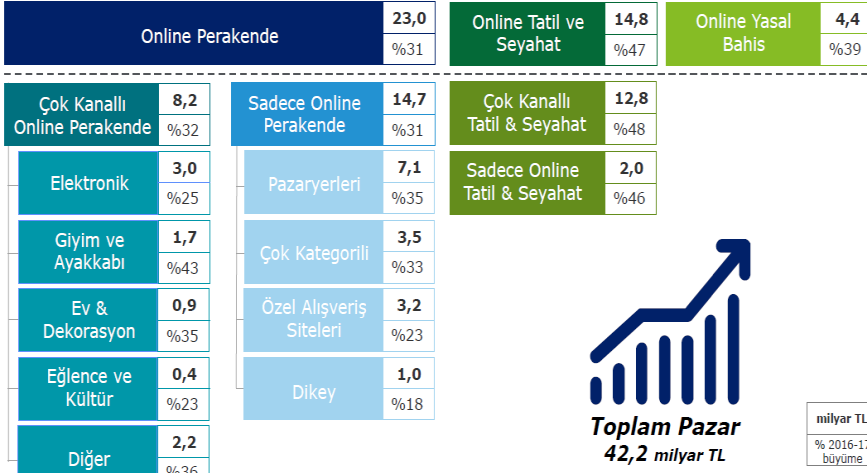 Online Perakende
23,0
%31
Online Tatil ve
Seyahat
14,8
%47
Online Yasal
Bahis
4,4
%39
Çok Kanallı
Online Perakende
8,2
%32
Elektronik
3,0
%25
Giyim ve
Ayakkabı
1,7
%43
Ev &
Dekorasyon
0,9
%35
Eğlence ve
Kültür
0,4
%23
Diğer
2,2
%36
Sadece Online
Perakende
14,7
%31
Pazaryerleri
7,1
%35
Çok Kategorili
3,5
%33
Özel Alışveriş
Siteleri
3,2
%23
Dikey
1,0
%18
Çok Kanallı
Tatil & Seyahat
12,8
%48
Sadece Online
Tatil & Seyahat
2,0
%46
Toplam Pazar
42,2 milyar TL
milyar TL
% 2016-17
büyüme